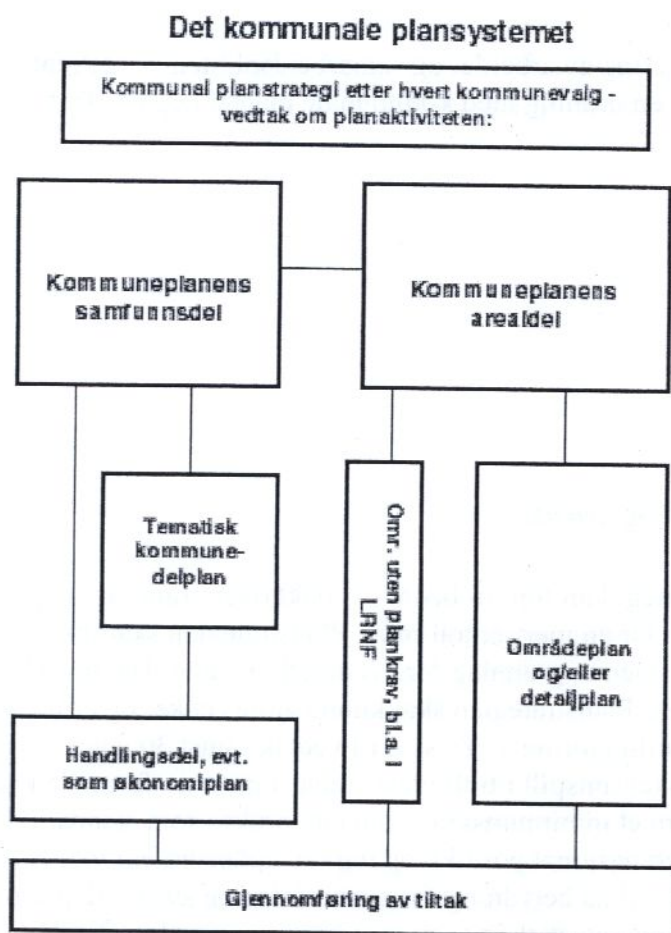 Det kommunale plansystemet
Kommunal planstrategi etter hvert kommunevalg -
vedtak om planaktiviteten:
Kommuneplanens
samfunnsdel
Kommuneplanens
arealdel
Tematisk
kommune-
delplan
Omr. uten plankrav, bl.a. i
LRNF
Områdeplan
og/eller
detaljplan
Handlingsdel, evt.
som økonomiplan
Gjennomføring av tiltak